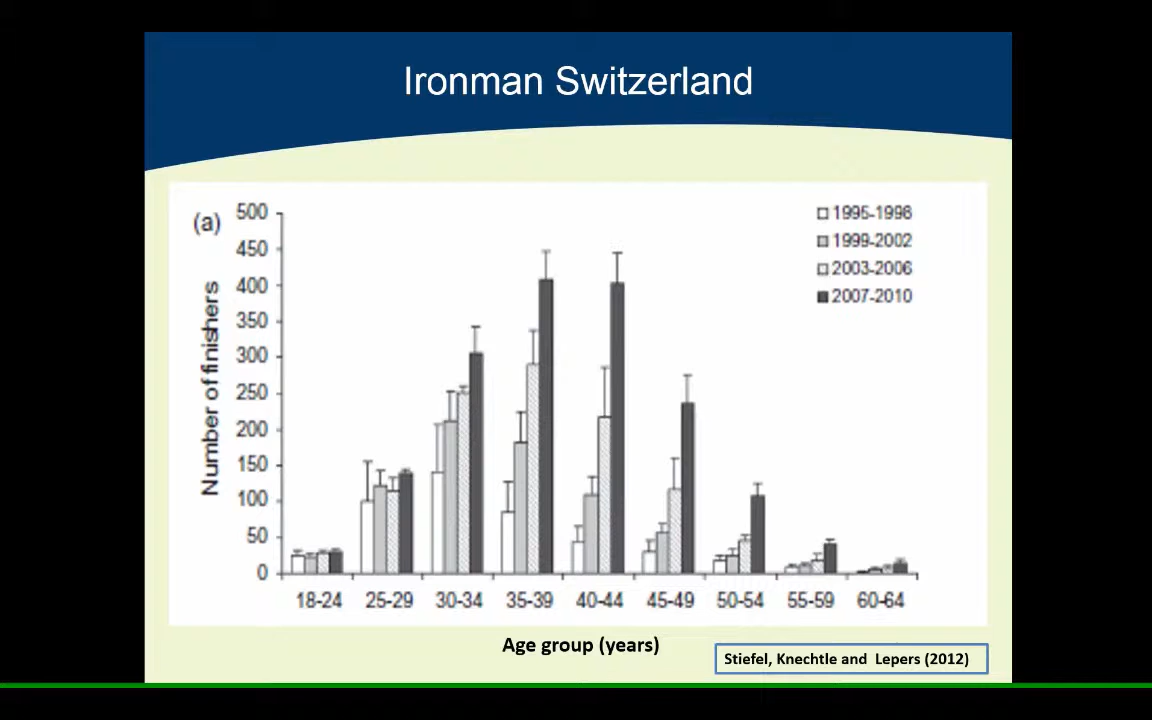 Ironman Switzerland
(a)
Number of finishers
500
450
400
350
300
250
200
150
100
50
0
1995-1998
1999-2002
2003-2006
2007-2010
18-24 25-29 30-34 35-39 40-44 45-49 50-54 55-59 60-64
Age group (years)
Stiefel, Knechtle and Lepers (2012)